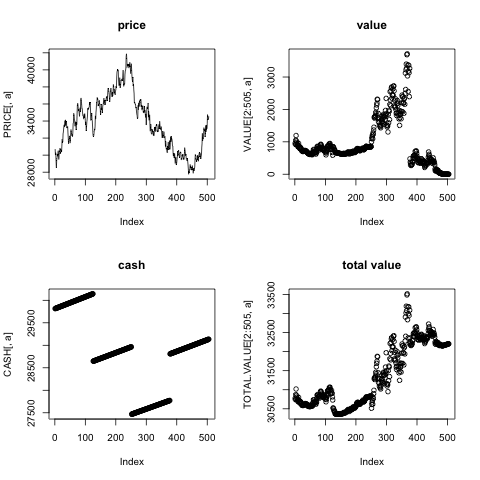 price
PRICE[, a]
28000 34000 40000
0 100 200 300 400 500
Index
value
VALUE[2:505, a]
0 1000 2000 3000
0 100 200 300 400 500
Index
cash
CASH[, a]
27500 28500 29500
0 100 200 300 400 500
Index
total value
TOTAL.VALUE[2:505, a]
30500 31500 32500 33500
0 100 200 300 400 500
Index